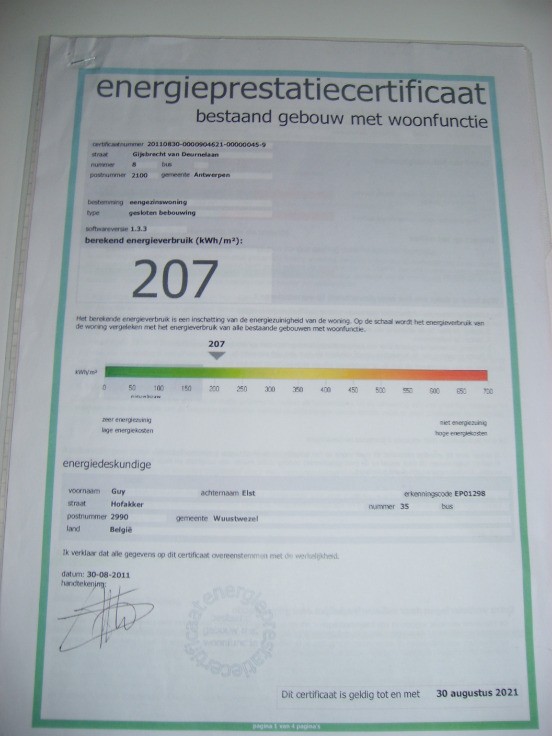 energieprestatiecertificaat
bestaand gebouw met woonfunctie
certificaatnummer 20110830-0000904621-00000045-9
straat Gijsbrecht van Deurnelaan
nummer 8 bus
postnummer 2100 gemeente Antwerpen
bestemming eengezinswoning
type gesloten bebouwing
softwareversie 1.3.3
berekend energieverbruik (kWh/m²):
207
Het berekende energieverbruik is een inschatting van de energiezuinigheid van de woning. Op de schaal wordt het energieverbruik van
de woning vergeleken met het energieverbruik van alle bestaande gebouwen met woonfunctie.
207
kWh/m²
0 50 100 150 200 250 300 350 400 450 500 550 600 650 700
nieuwbouw
zeer energiezuinig niet energiezuinig
lage energiekosten hoge energiekosten
energiedeskundige
voornaam Guy achternaam Elst erkenningscode EP01298
straat Hofakker nummer 35 bus
postnummer 2990 gemeente Wuustwezel
land België
Ik verklaar dat alle gegevens op dit certificaat overeenstemmen met de werkelijkheid.
datum: 30-08-2011
handtekening:
energieprestatiecertificaat
Dit certificaat is geldig tot en met 30 augustus 2021
pagina 1 van 4 pagina's